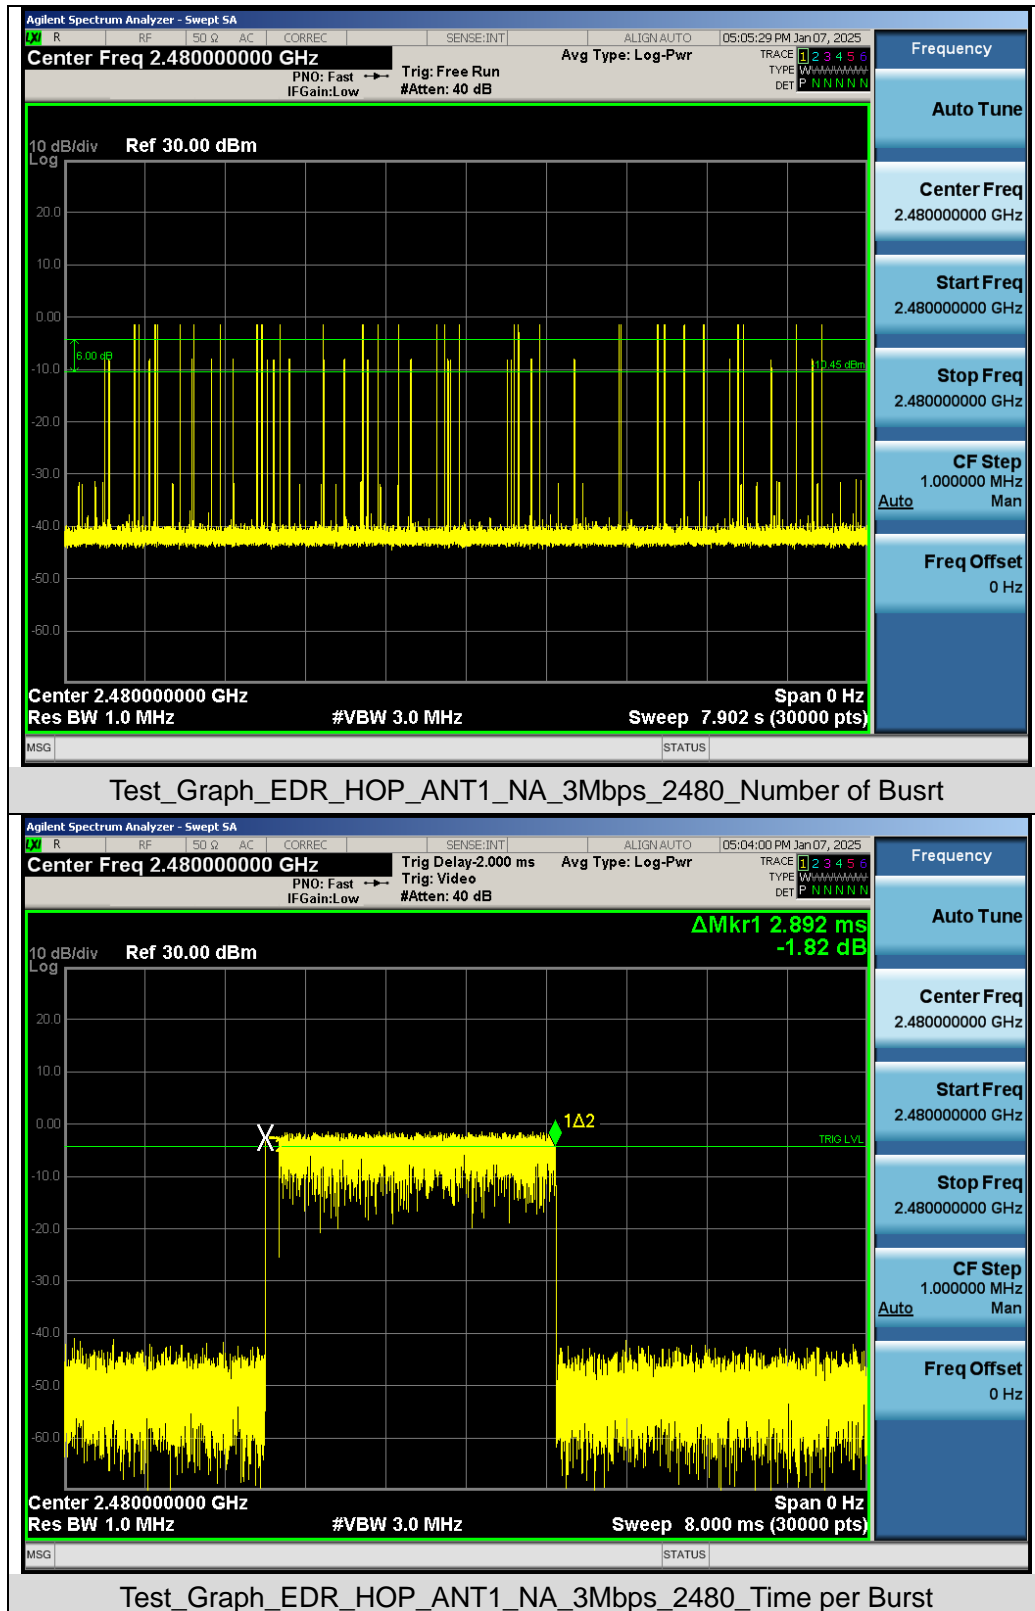 Agilent Spectrum Analyzer - Swept SA
LXI R RF 50 Ω AC CORREC SENSE:INT ALIGN AUTO 05:05:29 PM Jan 07, 2025
Center Freq 2.480000000 GHz
PNO: Fast
IFGain:Low
Trig: Free Run
#Atten: 40 dB
Avg Type: Log-Pwr
TRACE 1 2 3 4 5 6
TYPE
DET P N N N N N
Frequency
Auto Tune
Center Freq
2.480000000 GHz
Start Freq
2.480000000 GHz
Stop Freq
2.480000000 GHz
CF Step
1.000000 MHz
Auto Man
Freq Offset
0 Hz
10 dB/div Ref 30.00 dBm
Log
20.0
10.0
0.00
6.00 dB
-10.0
-10.45 dBm
-20.0
-30.0
-40.0
-50.0
-60.0
Center 2.480000000 GHz Span 0 Hz
Res BW 1.0 MHz #VBW 3.0 MHz Sweep 7.902 s (30000 pts)
MSG STATUS
Test_Graph_EDR_HOP_ANT1_NA_3Mbps_2480_Number of Busrt
Agilent Spectrum Analyzer - Swept SA
LXI R RF 50 Ω AC CORREC SENSE:INT ALIGN AUTO 05:04:00 PM Jan 07, 2025
Center Freq 2.480000000 GHz
PNO: Fast
IFGain:Low
Trig Delay-2.000 ms
Trig: Video
#Atten: 40 dB
Avg Type: Log-Pwr
TRACE 1 2 3 4 5 6
TYPE
DET P N N N N N
Frequency
Auto Tune
Center Freq
2.480000000 GHz
Start Freq
2.480000000 GHz
Stop Freq
2.480000000 GHz
CF Step
1.000000 MHz
Auto Man
Freq Offset
0 Hz
ΔMkr1 2.892 ms
-1.82 dB
10 dB/div Ref 30.00 dBm
Log
20.0
10.0
0.00
1Δ2
TRIG LVL
-10.0
-20.0
-30.0
-40.0
-50.0
-60.0
Center 2.480000000 GHz Span 0 Hz
Res BW 1.0 MHz #VBW 3.0 MHz Sweep 8.000 ms (30000 pts)
MSG STATUS
Test_Graph_EDR_HOP_ANT1_NA_3Mbps_2480_Time per Burst